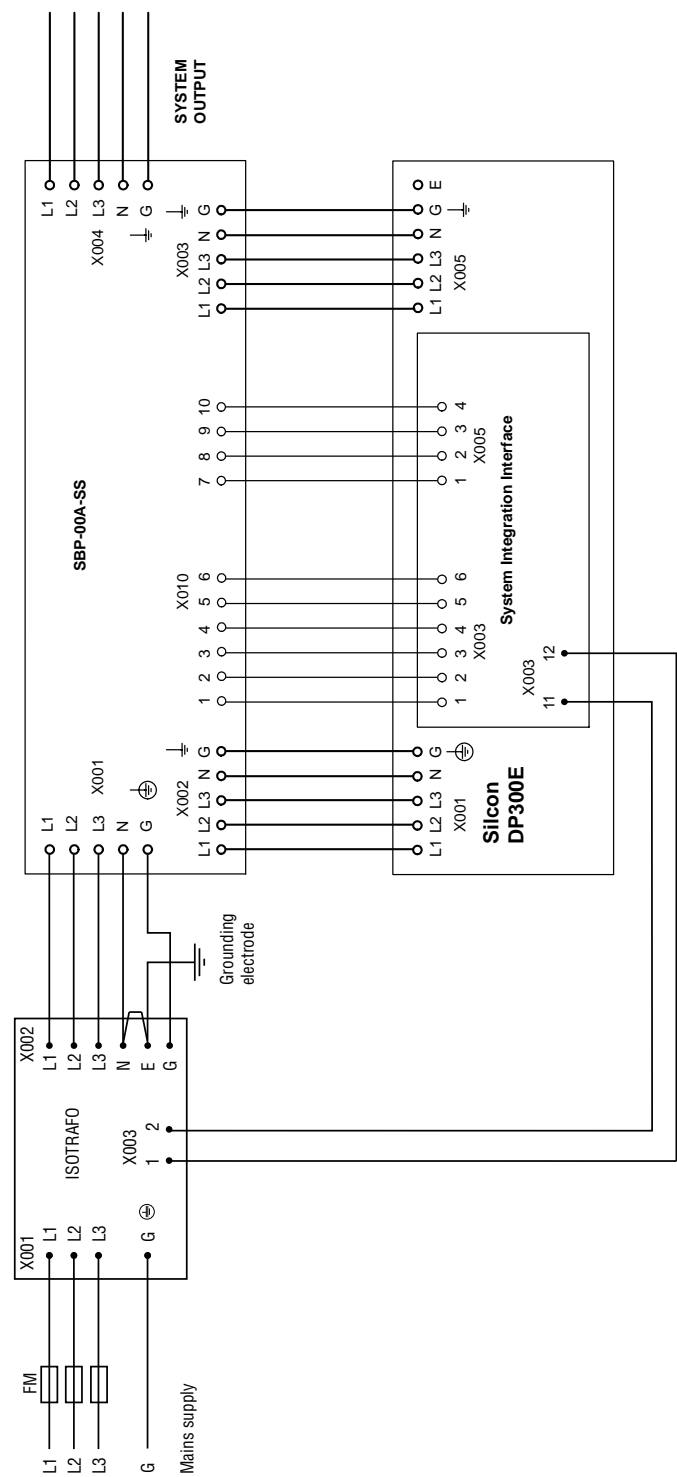 Mains supply
L1
L2
L3
G
FM
X001
L1
L2
L3
G
ISOTRAFO
X003
1 2
X002
L1
L2
L3
N
E
G
Grounding
electrode
L1
L2
L3
N
G
X001
SBP-00A-SS
L1
L2
L3
N
G
X004
SYSTEM
OUTPUT
X002
L1 L2 L3 N G
X010
1 2 3 4 5 6 7 8 9 10
X003
L1 L2 L3 N G
L1 L2 L3 N G
X001
1 2 3 4 5 6
X003
1 2 3 4
X005
L1 L2 L3 N G E
X005
Silcon
DP300E
System Integration Interface
X003
11 12